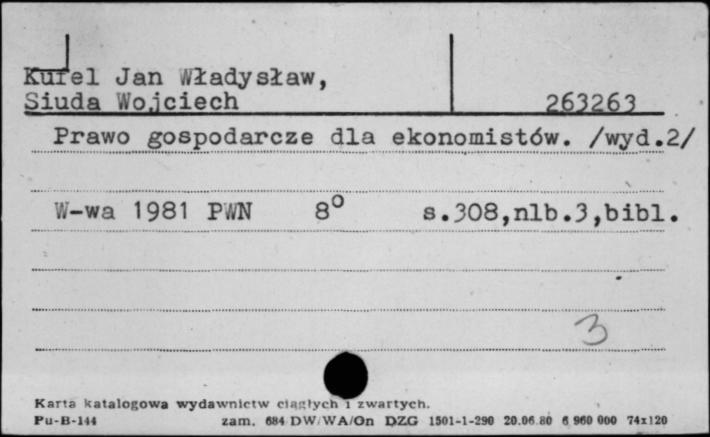 Kufel Jan Władysław,
Siuda Wojciech 263263
Prawo gospodarcze dla ekonomistów. /wyd.2/
W-wa 1981 PWN 8° s.308,nlb.3,bibl.
3
Karta katalogowa wydawnictw ciągłych i zwartych.
Pu-B-144 zam. 684 DW/WA/On DZG 1501-1-290 20.06.80 6 960 000 74x120